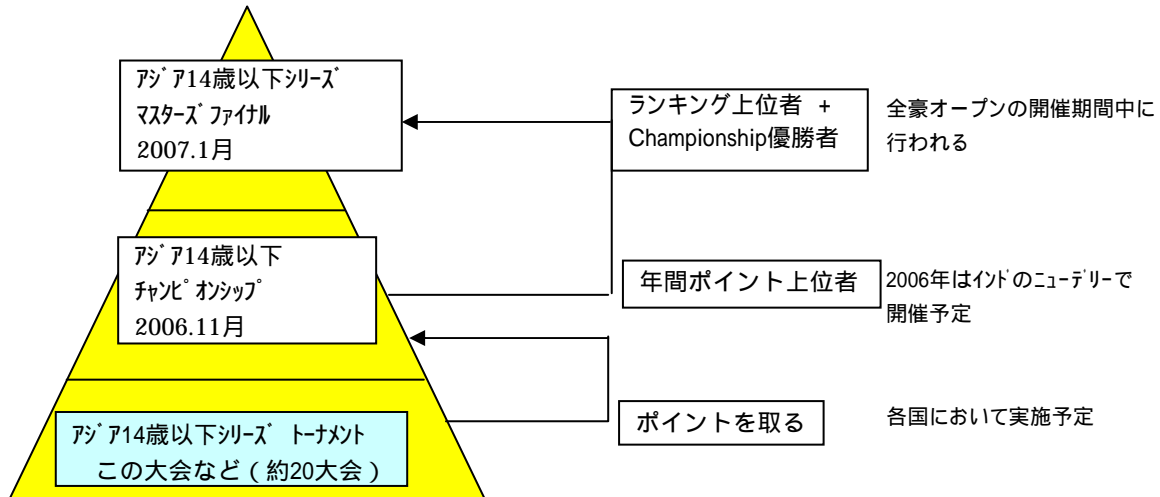 ｱｼﾞｱ14歳以下ｼﾘｰｽﾞ
ﾏｽﾀｰｽﾞﾌｧｲﾅﾙ
2007.1月
ランキング上位者 +
Championship優勝者
全豪オープンの開催期間中に
行われる
ｱｼﾞｱ14歳以下
ﾁｬﾝﾋﾟｵﾝｼｯﾌﾟ
2006.11月
年間ポイント上位者
2006年はｲﾝﾄﾞのﾆｭｰﾃﾞﾘｰで
開催予定
ｱｼﾞｱ14歳以下ｼﾘｰｽﾞ ﾄｰﾅﾒﾝﾄ
この大会など ( 約20大会 )
ポイントを取る
各国において実施予定